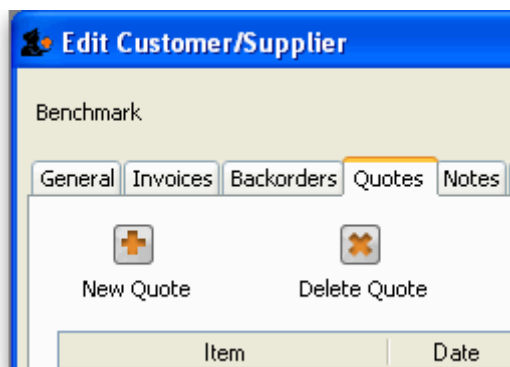 Edit Customer/Supplier
Benchmark
General Invoices Backorders Quotes Notes
New Quote Delete Quote
Item Date